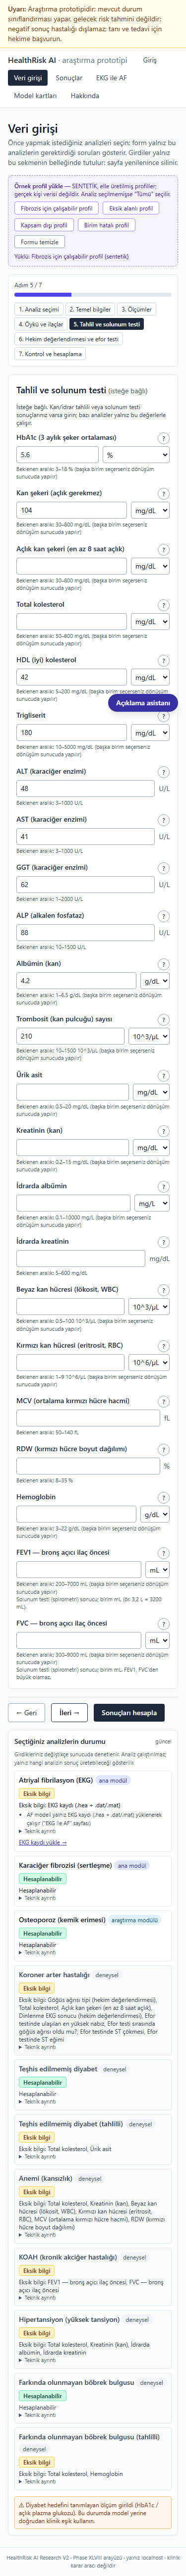 Uyarı: Araştırma prototipidir; mevcut durum
sınıflandırması yapar, gelecek risk tahmini değildir;
negatif sonuç hastalığı dışlamaz; tanı ve tedavi için
hekime başvurun.
HealthRisk AI · araştırma prototipi
Giriş
Veri girişi
Sonuçlar
EKG ile AF
Model kartları
Hakkında
Veri girişi
Önce yapmak istediğiniz analizleri seçin; form yalnız bu
analizlerin gerektirdiği soruları gösterir. Girdiler yalnız
bu sekmenin belleğinde tutulur; sayfa yenilenince silinir.
Örnek profil yükle — SENTETİK, elle üretilmiş profiller;
gerçek kişi verisi değildir. Analiz seçilmemişse "Tümü" seçilir.
Fibrozis için çalışabilir profil
Eksik alanlı profil
Kapsam dışı profil
Birim hatalı profil
Formu temizle
Yüklü: Fibrozis için çalışabilir profil (sentetik)
Adım 5 / 7
1. Analiz seçimi
2. Temel bilgiler
3. Ölçümler
4. Öykü ve ilaçlar
5. Tahlil ve solunum testi
6. Hekim değerlendirmesi ve efor testi
7. Kontrol ve hesaplama
Tahlil ve solunum testi (isteğe bağlı)
İsteğe bağlı. Kan/idrar tahlili veya solunum testi
sonuçlarınız varsa girin; bazı analizler yalnız bu değerlerle
çalışır.
HbA1c (3 aylık şeker ortalaması)
?
5.6
%
Beklenen aralık: 3–18 % (başka birim seçerseniz dönüşüm
sunucuda yapılır)
Kan şekeri (açlık gerekmez)
?
104
mg/dL
Beklenen aralık: 30–800 mg/dL (başka birim seçerseniz
dönüşüm sunucuda yapılır)
Açlık kan şekeri (en az 8 saat açlık)
?
mg/dL
Beklenen aralık: 30–800 mg/dL (başka birim seçerseniz
dönüşüm sunucuda yapılır)
Total kolesterol
?
mg/dL
Beklenen aralık: 50–600 mg/dL (başka birim seçerseniz
dönüşüm sunucuda yapılır)
HDL (iyi) kolesterol
?
42
mg/dL
Beklenen aralık: 5–200 mg/dL (başka birim seçerseniz dönüşüm
sunucuda yapılır)
Açıklama asistanı
Trigliserit
?
180
mg/dL
Beklenen aralık: 10–5000 mg/dL (başka birim seçerseniz
dönüşüm sunucuda yapılır)
ALT (karaciğer enzimi)
?
48
U/L
Beklenen aralık: 3–1000 U/L
AST (karaciğer enzimi)
?
41
U/L
Beklenen aralık: 3–1000 U/L
GGT (karaciğer enzimi)
?
62
U/L
Beklenen aralık: 1–2000 U/L
ALP (alkalen fosfataz)
?
88
U/L
Beklenen aralık: 10–1500 U/L
Albümin (kan)
?
4.2
g/dL
Beklenen aralık: 1–6.5 g/dL (başka birim seçerseniz dönüşüm
sunucuda yapılır)
Trombosit (kan pulcuğu) sayısı
?
210
10^3/µ
Beklenen aralık: 10–1500 10^3/µL (başka birim seçerseniz
dönüşüm sunucuda yapılır)
Ürik asit
?
mg/dL
Beklenen aralık: 0.5–20 mg/dL (başka birim seçerseniz dönüşüm
sunucuda yapılır)
Kreatinin (kan)
?
mg/dL
Beklenen aralık: 0.2–15 mg/dL (başka birim seçerseniz dönüşüm
sunucuda yapılır)
İdrarda albümin
?
mg/L
Beklenen aralık: 0.1–10000 mg/L (başka birim seçerseniz
dönüşüm sunucuda yapılır)
İdrarda kreatinin
?
mg/dL
Beklenen aralık: 5–600 mg/dL
Beyaz kan hücresi (lökosit, WBC)
?
10^3/µ
Beklenen aralık: 0.5–100 10^3/µL (başka birim seçerseniz
dönüşüm sunucuda yapılır)
Kırmızı kan hücresi (eritrosit, RBC)
?
10^6/µ
Beklenen aralık: 1–9 10^6/µL (başka birim seçerseniz dönüşüm
sunucuda yapılır)
MCV (ortalama kırmızı hücre hacmi)
?
fL
Beklenen aralık: 50–140 fL
RDW (kırmızı hücre boyut dağılımı)
?
%
Beklenen aralık: 8–35 %
Hemoglobin
?
g/dL
Beklenen aralık: 3–22 g/dL (başka birim seçerseniz dönüşüm
sunucuda yapılır)
FEV1 — bronş açıcı ilaç öncesi
?
mL
Beklenen aralık: 200–7000 mL (başka birim seçerseniz dönüşüm
sunucuda yapılır)
Solunum testi (spirometri) sonucu; birim mL (ör. 3,2 L = 3200
mL).
FVC — bronş açıcı ilaç öncesi
?
mL
Beklenen aralık: 300–9000 mL (başka birim seçerseniz dönüşüm
sunucuda yapılır)
Solunum testi (spirometri) sonucu; birim mL, FEV1, FVC'den
büyük olamaz.
← Geri
İleri →
Sonuçları hesapla
Seçtiğiniz analizlerin durumu
güncel
Girdikleriniz değiştikçe sunucuda denetlenir. Analiz çalıştırmaz;
yalnız hangi analizin sonuç üretebileceğini gösterir.
Atriyal fibrilasyon (EKG) ana modül
Eksik bilgi
Eksik bilgi: EKG kaydı (.hea + .dat/.mat)
• AF modeli yalnız EKG kaydı (.hea + .dat/.mat) yüklenerek
çalışır ("EKG ile AF" sayfası)
▸ Teknik ayrıntı
EKG kaydı yükle →
Karaciğer fibrozisi (sertleşme) ana modül
Hesaplanabilir
Hesaplanabilir
▸ Teknik ayrıntı
Osteoporoz (kemik erimesi) araştırma modülü
Hesaplanabilir
Hesaplanabilir
▸ Teknik ayrıntı
Koroner arter hastalığı deneysel
Eksik bilgi
Eksik bilgi: Göğüs ağrısı tipi (hekim değerlendirmesi),
Total kolesterol, Açlık kan şekeri (en az 8 saat açlık),
Dinlenme EKG sonucu (hekim değerlendirmesi), Efor
testinde ulaşılan en yüksek nabız, Efor testi sırasında
göğüs ağrısı oldu mu?, Efor testinde ST çökmesi, Efor
testinde ST eğimi
▸ Teknik ayrıntı
Teşhis edilmemiş diyabet deneysel
Hesaplanabilir
Hesaplanabilir
▸ Teknik ayrıntı
Teşhis edilmemiş diyabet (tahlilli) deneysel
Eksik bilgi
Eksik bilgi: Total kolesterol, Ürik asit
▸ Teknik ayrıntı
Anemi (kansızlık) deneysel
Eksik bilgi
Eksik bilgi: Total kolesterol, Kreatinin (kan), Beyaz kan
hücresi (lökosit, WBC), Kırmızı kan hücresi (eritrosit,
RBC), MCV (ortalama kırmızı hücre hacmi), RDW (kırmızı
hücre boyut dağılımı)
▸ Teknik ayrıntı
KOAH (kronik akciğer hastalığı) deneysel
Eksik bilgi
Eksik bilgi: FEV1 — bronş açıcı ilaç öncesi, FVC — bronş
açıcı ilaç öncesi
▸ Teknik ayrıntı
Hipertansiyon (yüksek tansiyon) deneysel
Eksik bilgi
Eksik bilgi: Total kolesterol, Kreatinin (kan), İdrarda
albümin, İdrarda kreatinin
▸ Teknik ayrıntı
Farkında olunmayan böbrek bulgusu deneysel
Hesaplanabilir
Hesaplanabilir
▸ Teknik ayrıntı
Farkında olunmayan böbrek bulgusu (tahlilli)
deneysel
Eksik bilgi
Eksik bilgi: Total kolesterol, Hemoglobin
▸ Teknik ayrıntı
⚠ Diyabet hedefini tanımlayan ölçüm girildi (HbA1c /
açlık plazma glukozu). Bu durumda model yerine
doğrudan klinik eşik kullanın.
HealthRisk AI Research V2 · Phase XLVIII arayüzü · yalnız localhost · klinik
karar aracı değildir